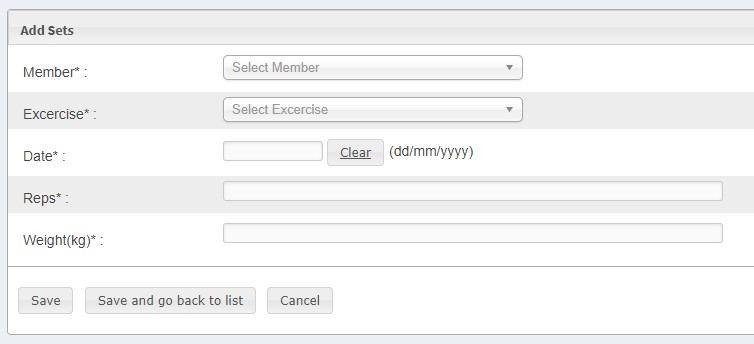 Add Sets
Member* : Select Member
Excercise* : Select Excercise
Date* : Clear (dd/mm/yyyy)
Reps* :
Weight(kg)* :
Save Save and go back to list Cancel